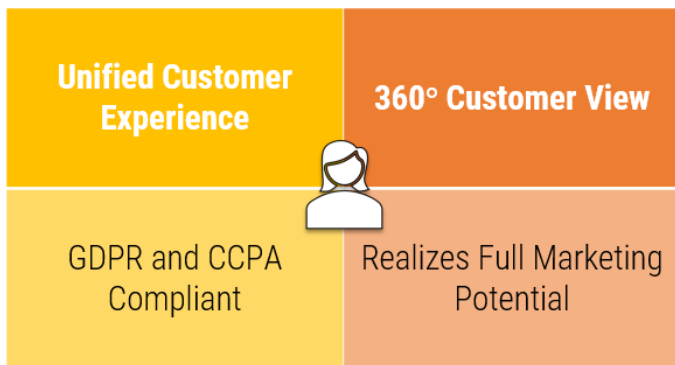 Unified Customer
Experience
360° Customer View
GDPR and CCPA
Compliant
Realizes Full Marketing
Potential